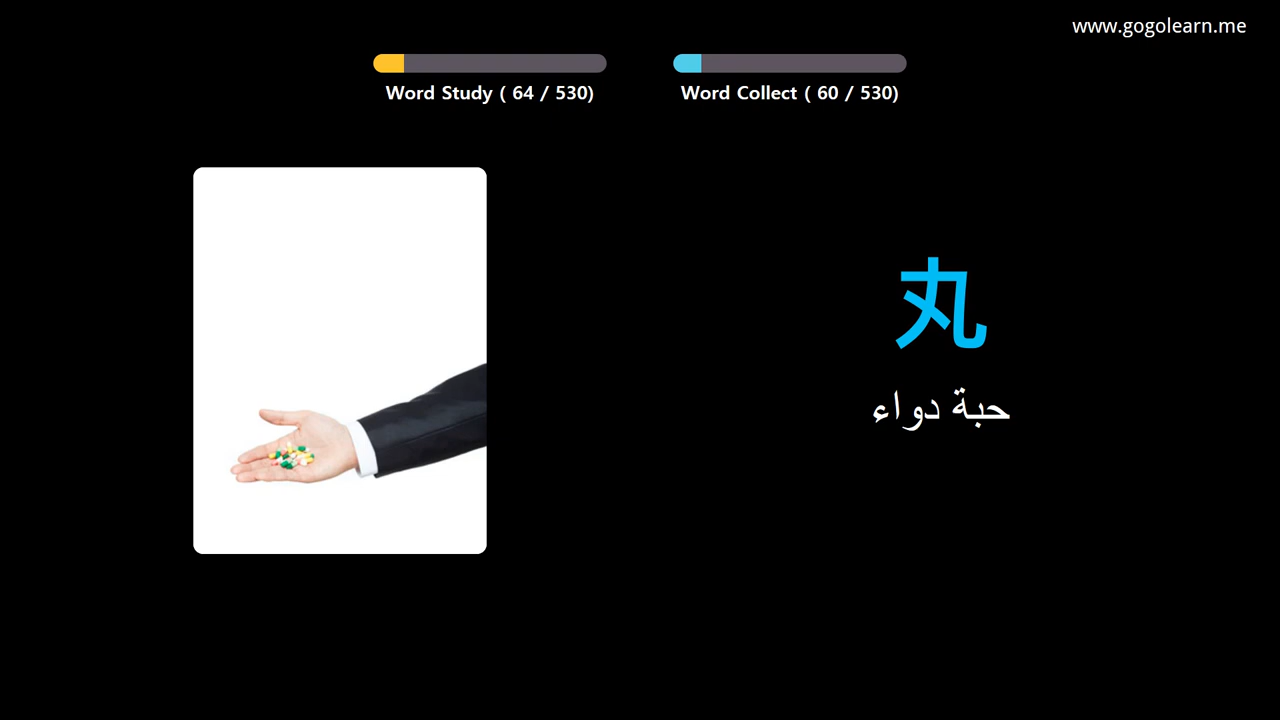 www.gogolearn.me
Word Study ( 64 / 530)
Word Collect ( 60 / 530)
丸
حبة دواء